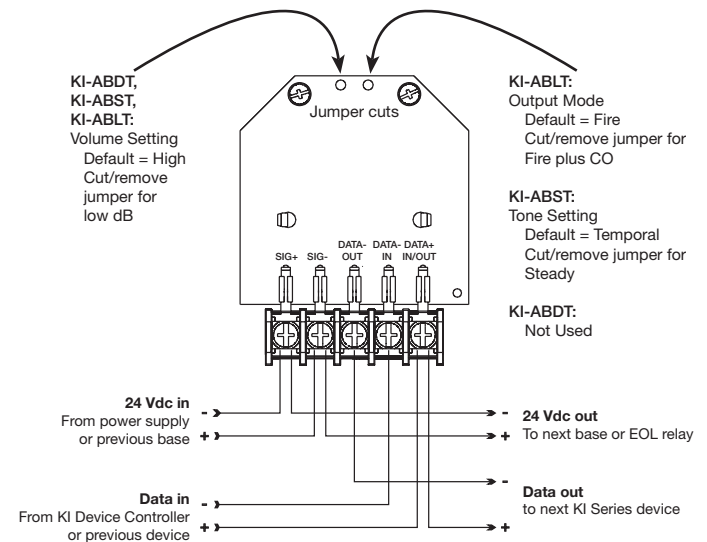 KI-ABDT,
KI-ABST,
KI-ABLT:
Volume Setting
Default = High
Cut/remove
jumper for
low dB
Jumper cuts
KI-ABLT:
Output Mode
Default = Fire
Cut/remove jumper for
Fire plus CO
KI-ABST:
Tone Setting
Default = Temporal
Cut/remove jumper for
Steady
KI-ABDT:
Not Used
SIG+ SIG- DATA- OUT DATA- IN DATA+ IN/OUT
24 Vdc in
From power supply
or previous base
-
+
-
+
24 Vdc out
To next base or EOL relay
Data in
From KI Device Controller
or previous device
-
+
-
+
Data out
to next KI Series device